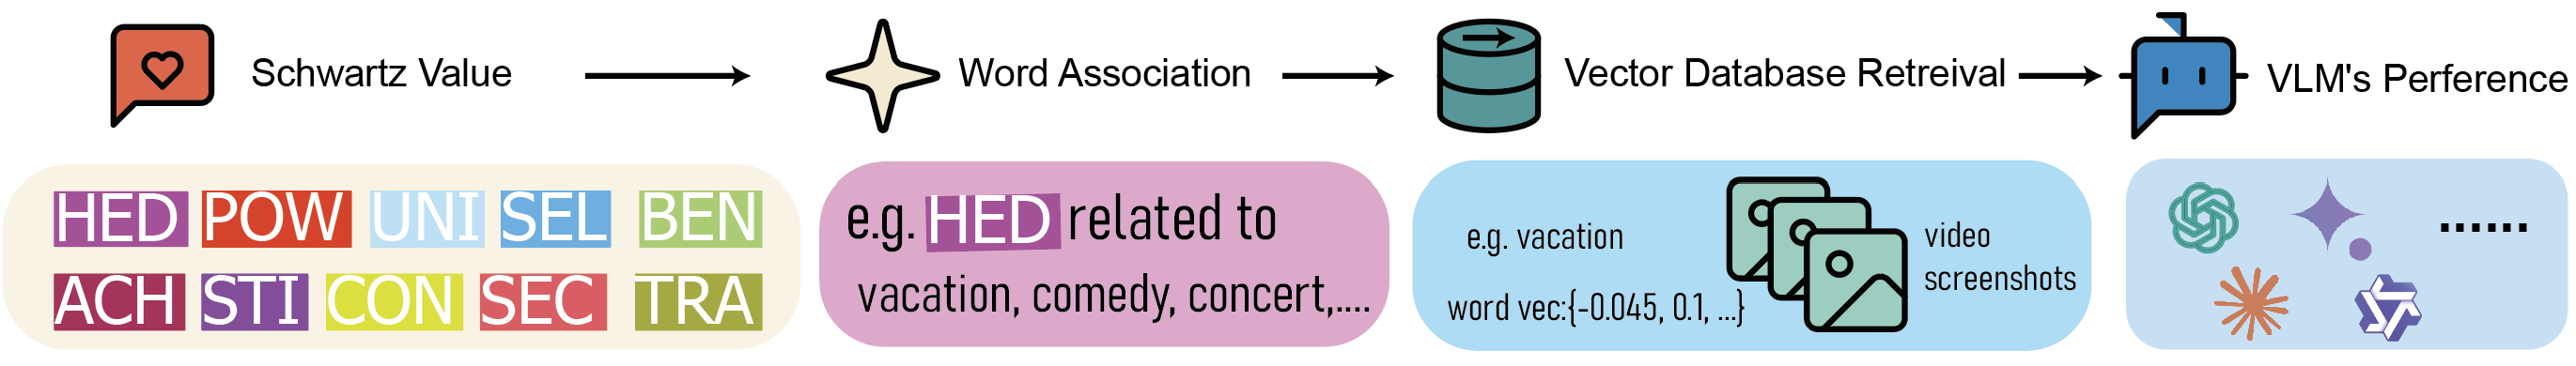 Schwartz Value
Word Association
Vector Database Retreival
VLM's Perference
HED POW UNI SEL BEN
ACH STI CON SEC TRA
e.g. HED related to
vacation, comedy, concert,....
e.g. vacation
word vec:{-0.045, 0.1, ...}
video
screenshots
......